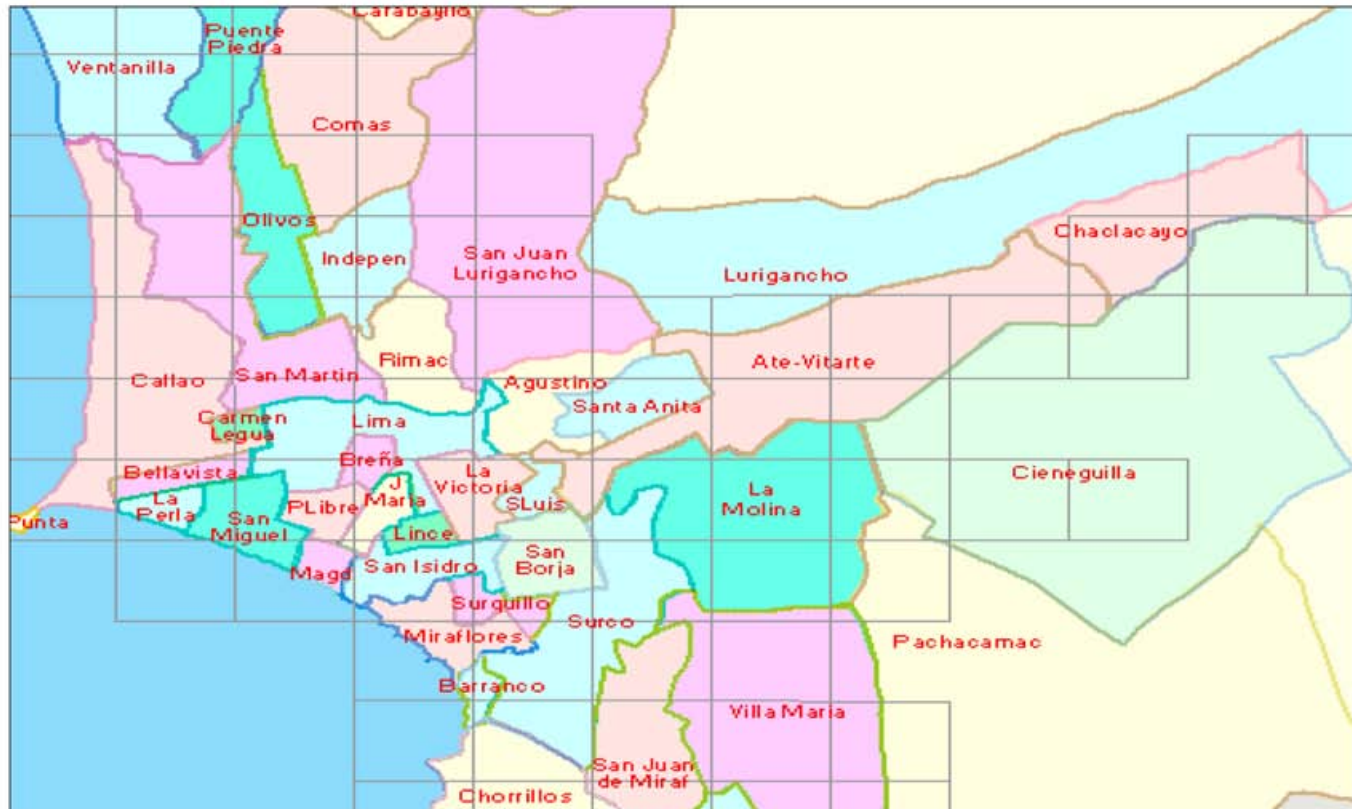 Carabayllo
Puente
Piedra
Ventanilla
Comas
Olivos
Indepen
San Juan
Lurigancho
Chaclacayo
Lurigancho
Rimac
Ate-Vitarte
Callao
San Martin
Agustino
Santa Anita
Carmen
Legua
Lima
Bellavista
Breña
La
Victoria
Cieneguilla
La
Perla
J
Maria
La
Molina
Punta
San
Miguel
PLibre
SLuis
Lince
San
Borja
Magd
San Isidro
Surguillo
Surco
Miraflores
Pachacamac
Barranco
Villa Maria
San Juan
de Miraf
Chorrillos